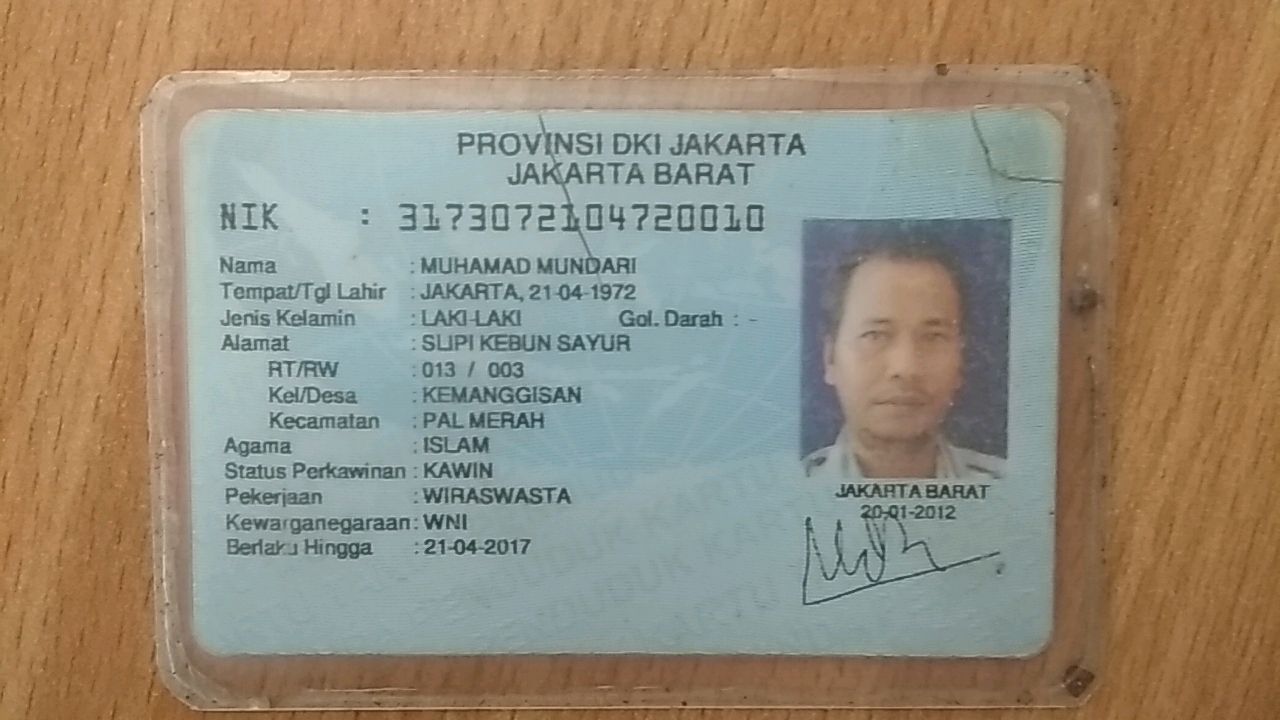 PROVINSI DKI JAKARTA
JAKARTA BARAT
NIK : 3173072104720010
Nama : MUHAMAD MUNDARI
Tempat/Tgl Lahir : JAKARTA, 21-04-1972
Jenis Kelamin : LAKI-LAKI Gol. Darah : -
Alamat : SLIPI KEBUN SAYUR
RT/RW : 013 / 003
Kel/Desa : KEMANGGISAN
Kecamatan : PAL MERAH
Agama : ISLAM
Status Perkawinan : KAWIN
Pekerjaan : WIRASWASTA
Kewarganegaraan : WNI
Berlaku Hingga : 21-04-2017
JAKARTA BARAT
20-01-2012